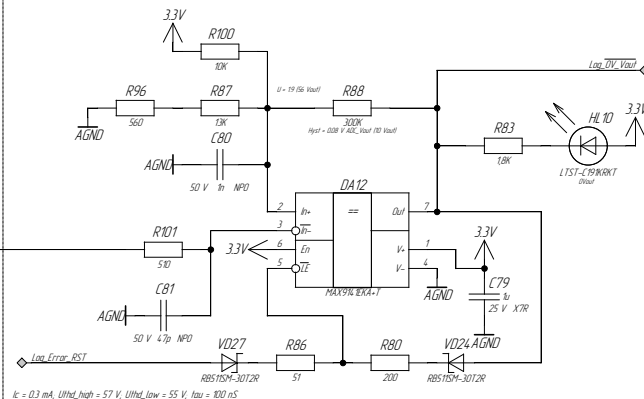 3.3V
R100
10K
Log_OV_Vout
R96
560
R87
13K
U = 1.9 (56 Vout)
R88
300K
Hyst = 0.08 V ADC_Vout (10 Vout)
3.3V
HL10
AGND
R83
1,8K
LTST-C191KRKT
OVout
C80
AGND
50 V 1n NP0
DA12
2
In+
==
Out
7
3
In-
3.3V
6
En
V+
1
3.3V
5
LE
V-
4
MAX9141EKA+T
AGND
R101
510
C79
1u
25 V X7R
C81
AGND
50 V 47p NP0
AGND
Log_Error_RST
VD27
RB511SM-30T2R
R86
51
R80
200
VD24
RB511SM-30T2R
Ic = 0.3 mA, Uthd_high = 57 V, Uthd_low = 55 V, tau = 100 nS